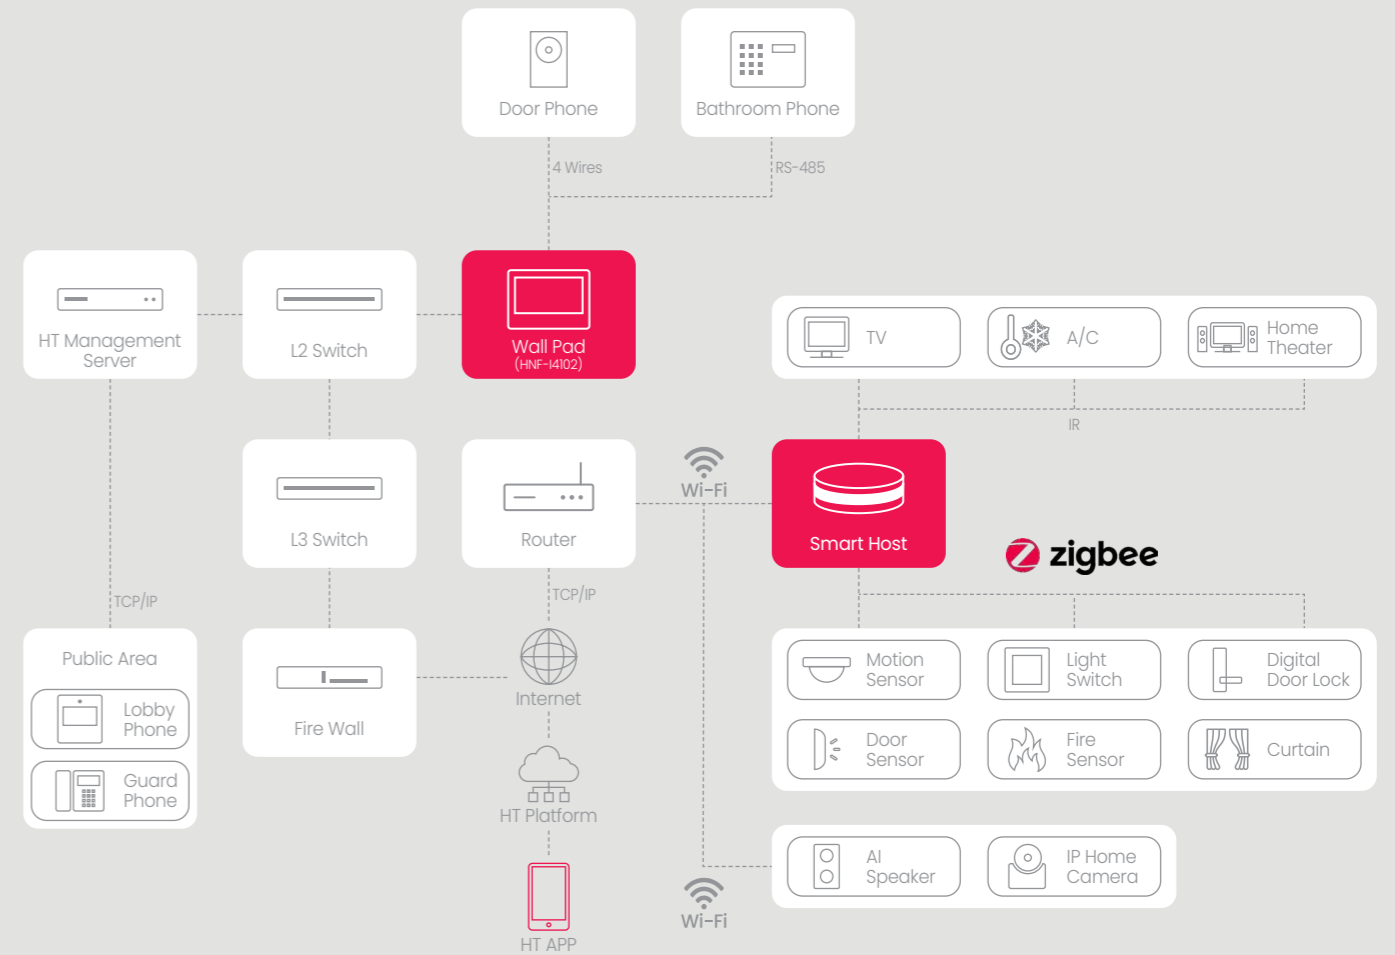 Door Phone
Bathroom Phone
4 Wires
RS-485
HT Management
Server
L2 Switch
Wall Pad
(HNF-14102)
TV
A/C
Home
Theater
IR
L3 Switch
Router
Wi-Fi
Smart Host
zigbee
TCP/IP
TCP/IP
Public Area
Lobby
Phone
Guard
Phone
Fire Wall
Internet
HT Platform
HT APP
Motion
Sensor
Light
Switch
Digital
Door Lock
Door
Sensor
Fire
Sensor
Curtain
AI
Speaker
IP Home
Camera
Wi-Fi